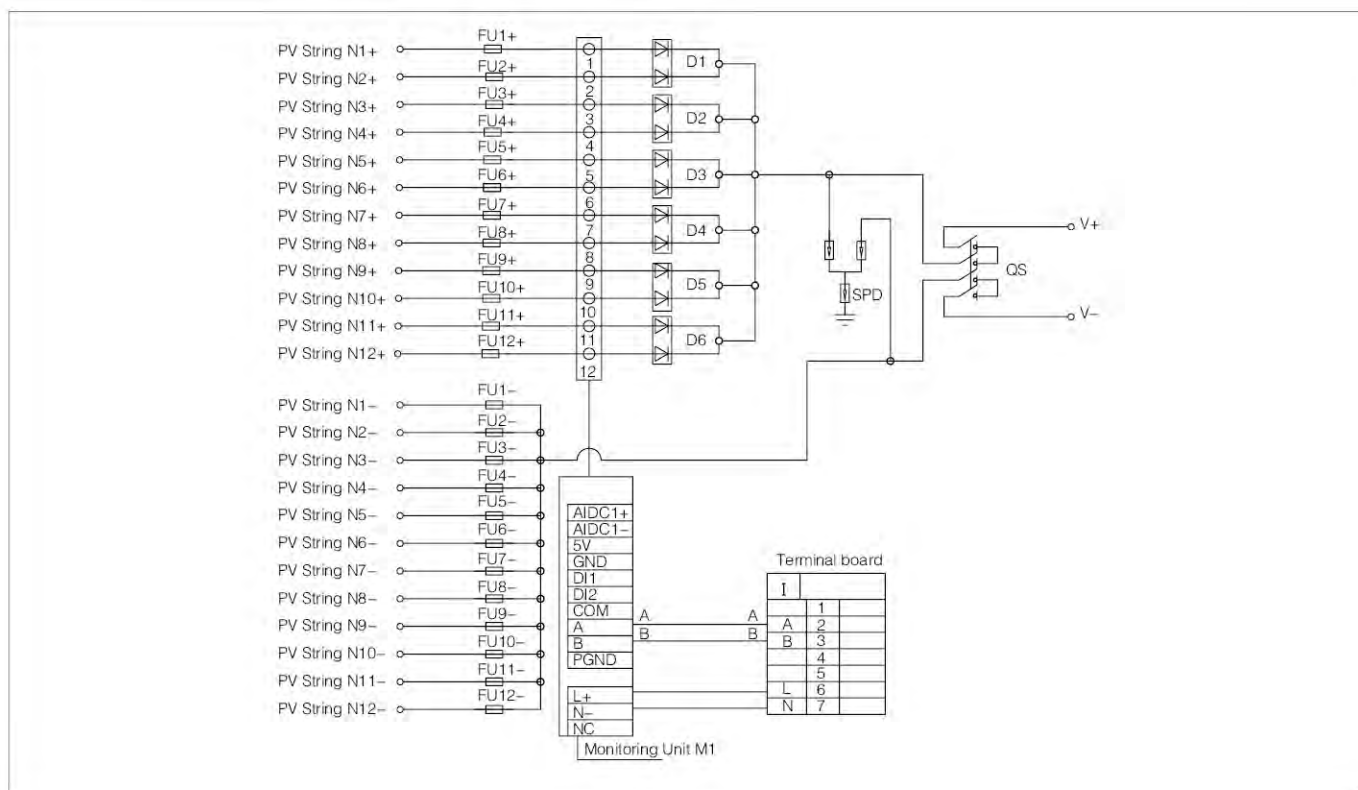 PV String N1+ FU1+
1 D1
PV String N2+ FU2+
2
PV String N3+ FU3+
3 D2
PV String N4+ FU4+
4
PV String N5+ FU5+
5 D3
PV String N6+ FU6+
6
PV String N7+ FU7+
7 D4
PV String N8+ FU8+
8
PV String N9+ FU9+
9 D5
PV String N10+ FU10+
10
PV String N11+ FU11+
11 D6
PV String N12+ FU12+
12
SPD
V+
QS
V−
PV String N1− FU1−
PV String N2− FU2−
PV String N3− FU3−
PV String N4− FU4−
PV String N5− FU5−
PV String N6− FU6−
PV String N7− FU7−
PV String N8− FU8−
PV String N9− FU9−
PV String N10− FU10−
PV String N11− FU11−
PV String N12− FU12−
AIDC1+
AIDC1−
5V
GND
DI1
DI2
COM
A
B
PGND
L+
N−
NC
Monitoring Unit M1
A A
B B
Terminal board
I
1
A 2
B 3
4
5
L 6
N 7